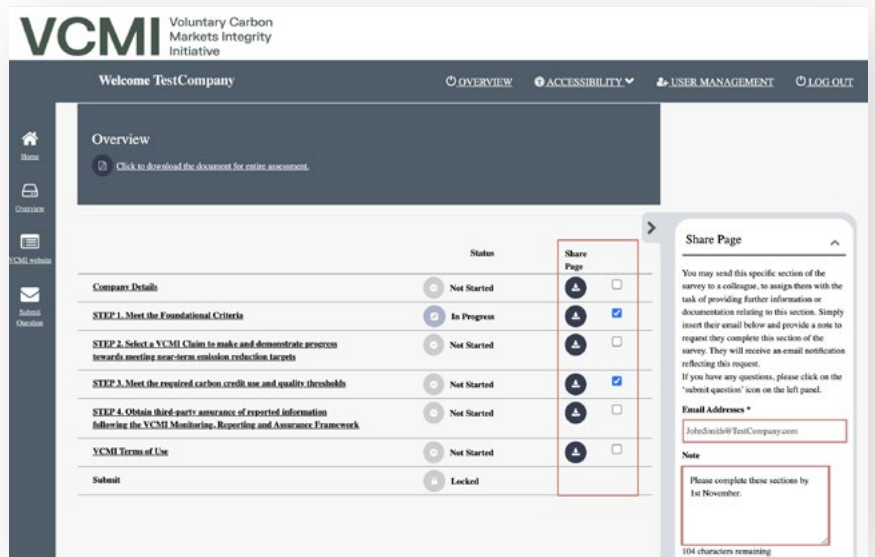 VCMI
Voluntary Carbon
Markets Integrity
Initiative
Welcome TestCompany
OVERVIEW
ACCESSIBILITY
USER MANAGEMENT
LOG OUT
Home
Overview
VCMI website
Submit
Question
Overview
Click to download the document for entire assessment.
Status
Share
Page
Company Details
Not Started
STEP 1. Meet the Foundational Criteria
In Progress
STEP 2. Select a VCMI Claim to make and demonstrate progress
towards meeting near-term emission reduction targets
Not Started
STEP 3. Meet the required carbon credit use and quality thresholds
Not Started
STEP 4. Obtain third-party assurance of reported information
following the VCMI Monitoring, Reporting and Assurance Framework
Not Started
VCMI Terms of Use
Not Started
Submit
Locked
Share Page
You may send this specific section of the
survey to a colleague, to assign them with the
task of providing further information or
documentation relating to this section. Simply
insert their email below and provide a note to
request they complete this section of the
survey. They will receive an email notification
reflecting this request.
If you have any questions, please click on the
'submit question' icon on the left panel.
Email Addresses *
JohnSmith@TestCompany.com
Note
Please complete these sections by
1st November.
104 characters remaining